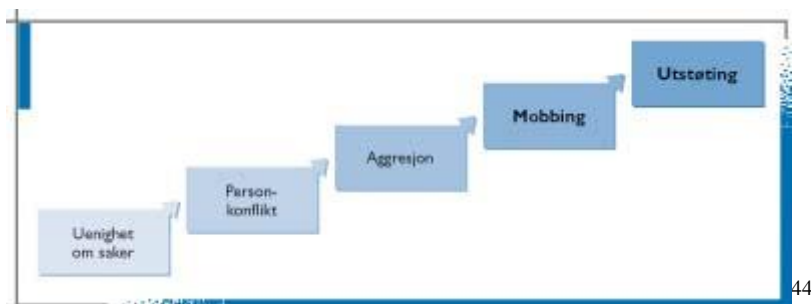 Uenighet
om saker
Person-
konflikt
Aggresjon
Mobbing
Utstøting
44